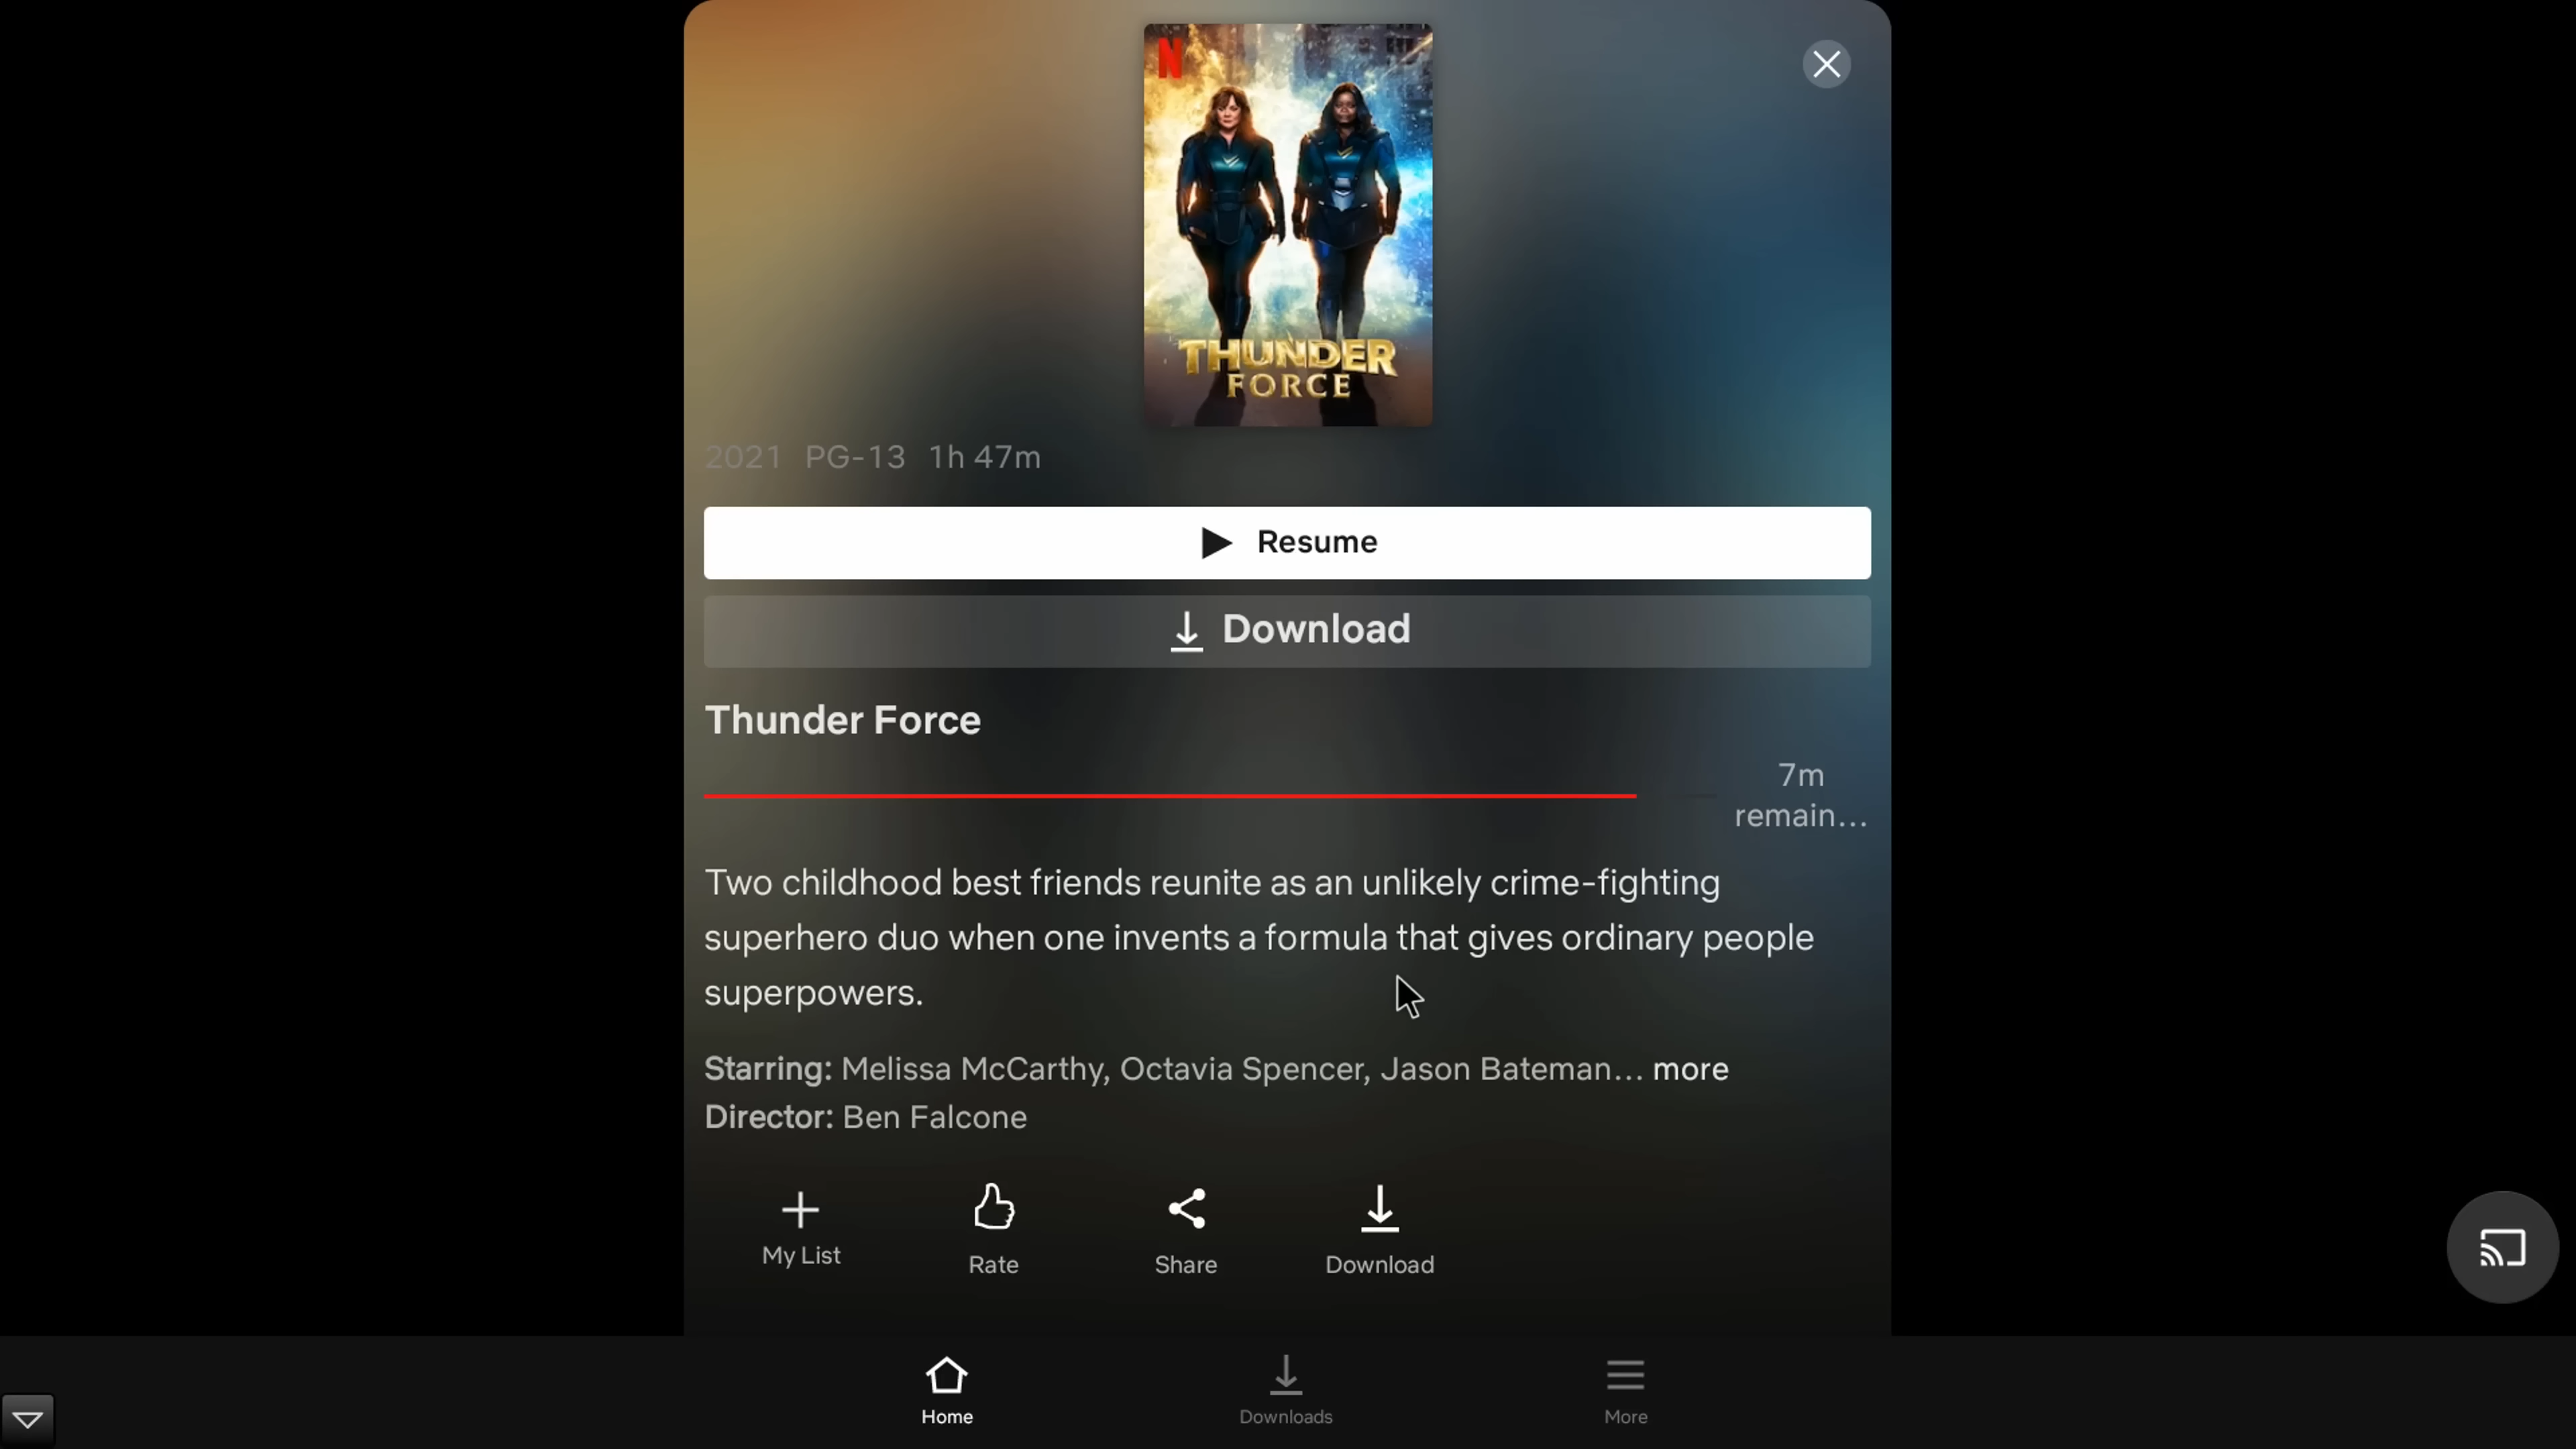 N
THUNDER
FORCE
2021 PG-13 1h 47m
Resume
Download
Thunder Force
7m
remain...
Two childhood best friends reunite as an unlikely crime-fighting
superhero duo when one invents a formula that gives ordinary people
superpowers.
Starring: Melissa McCarthy, Octavia Spencer, Jason Bateman... more
Director: Ben Falcone
My List
Rate
Share
Download
Home
Downloads
More